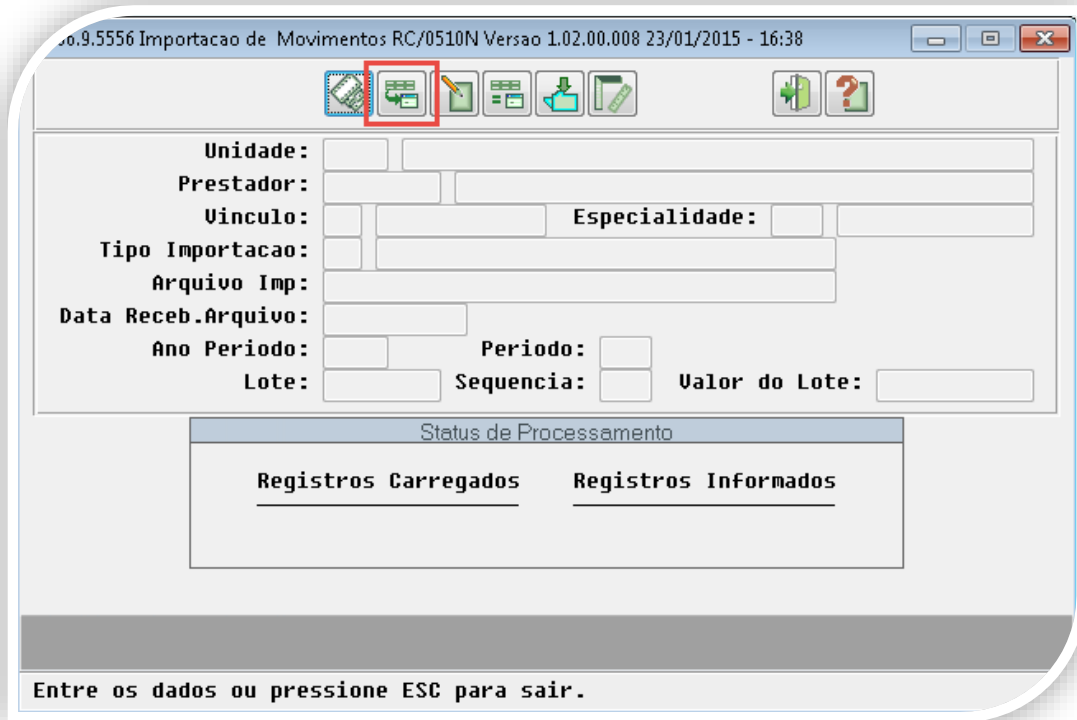 6.9.5556 Importacao de Movimentos RC/0510N Versao 1.02.00.008 23/01/2015 - 16:38
Unidade:
Prestador:
Vinculo: Especialidade:
Tipo Importacao:
Arquivo Imp:
Data Receb.Arquivo:
Ano Periodo: Periodo:
Lote: Sequencia: Valor do Lote:
Status de Processamento
Registros Carregados Registros Informados
Entre os dados ou pressione ESC para sair.